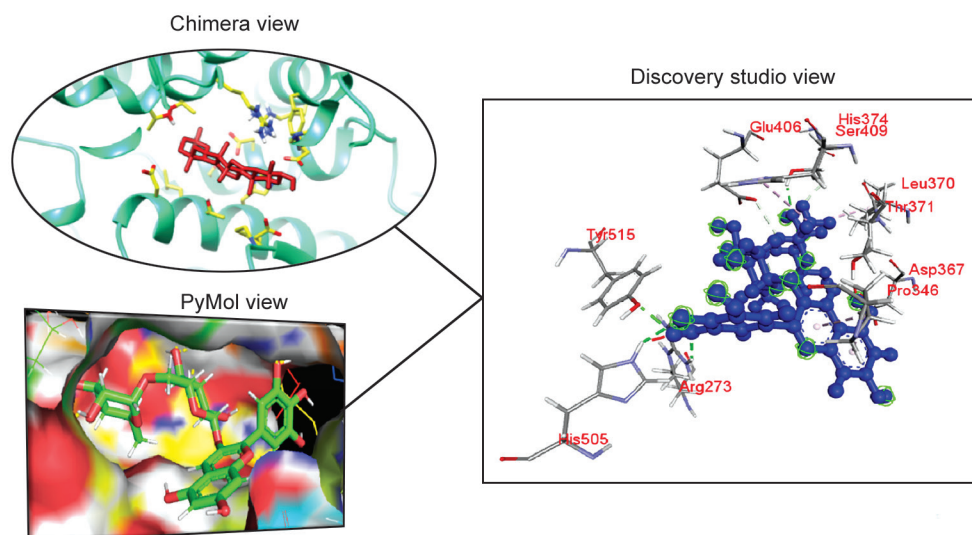 Chimera view
Discovery studio view
PyMol view
Glu406
His374
Ser409
Leu370
Thr371
Tyr515
Asp367
Pro346
Arg273
His505